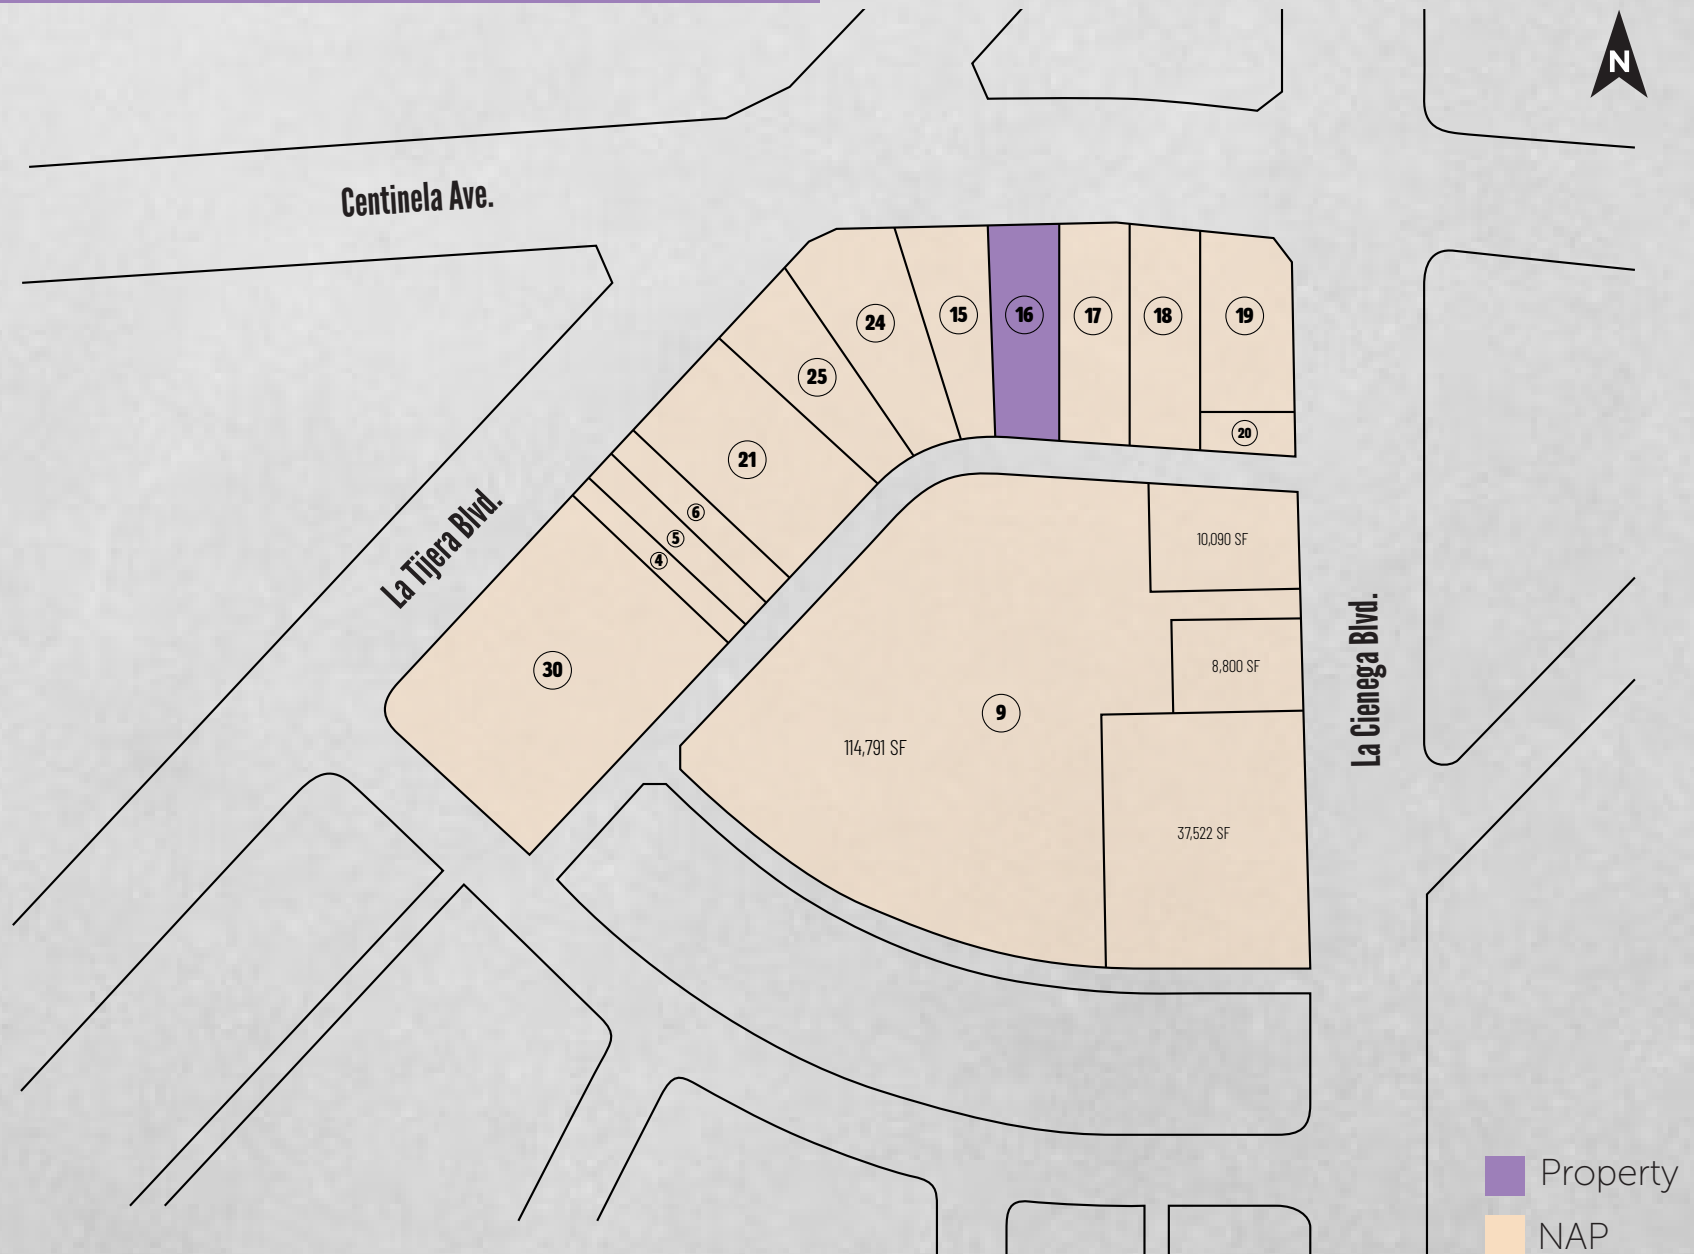 N
Centinela Ave.
24
15
16
17
18
19
25
20
21
6
5
4
La Tijera Blvd.
10,090 SF
30
8,800 SF
9
114,791 SF
La Cienega Blvd.
37,522 SF
Property
NAP